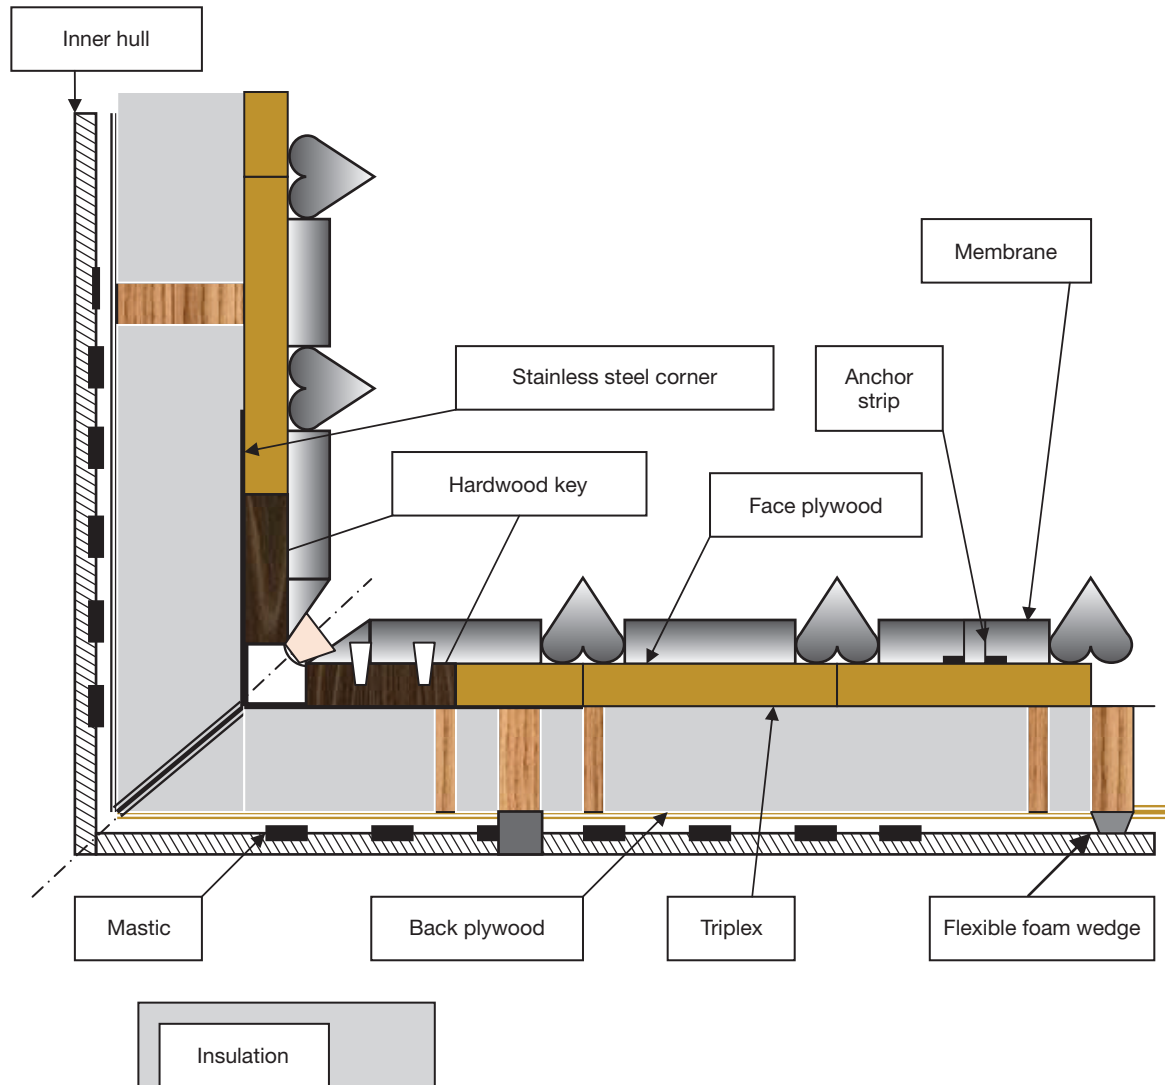 Inner hull
Membrane
Stainless steel corner
Anchor
strip
Hardwood key
Face plywood
Mastic
Back plywood
Triplex
Flexible foam wedge
Insulation